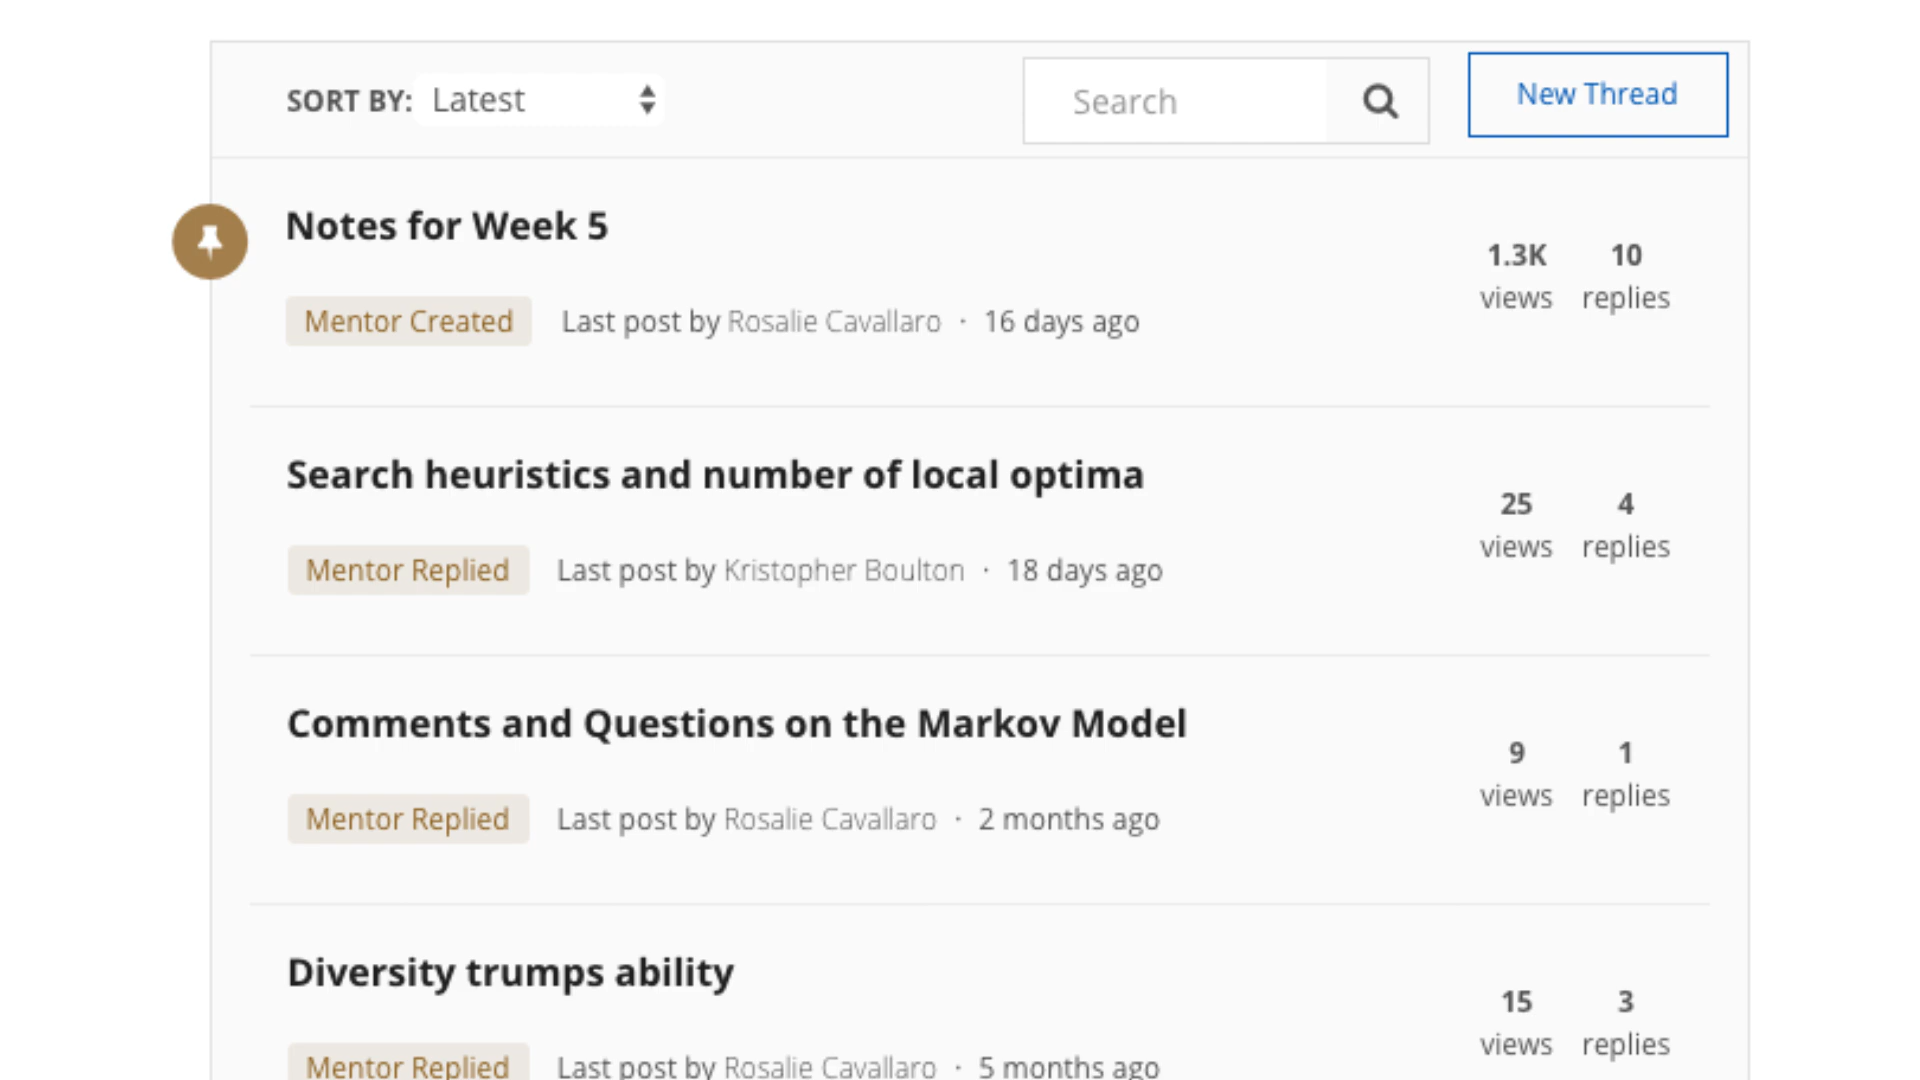 SORT BY: Latest
Search
New Thread
Notes for Week 5
1.3K 10
views replies
Mentor Created Last post by Rosalie Cavallaro · 16 days ago
Search heuristics and number of local optima
25 4
views replies
Mentor Replied Last post by Kristopher Boulton · 18 days ago
Comments and Questions on the Markov Model
9 1
views replies
Mentor Replied Last post by Rosalie Cavallaro · 2 months ago
Diversity trumps ability
15 3
views replies
Mentor Replied Last post by Rosalie Cavallaro · 5 months ago